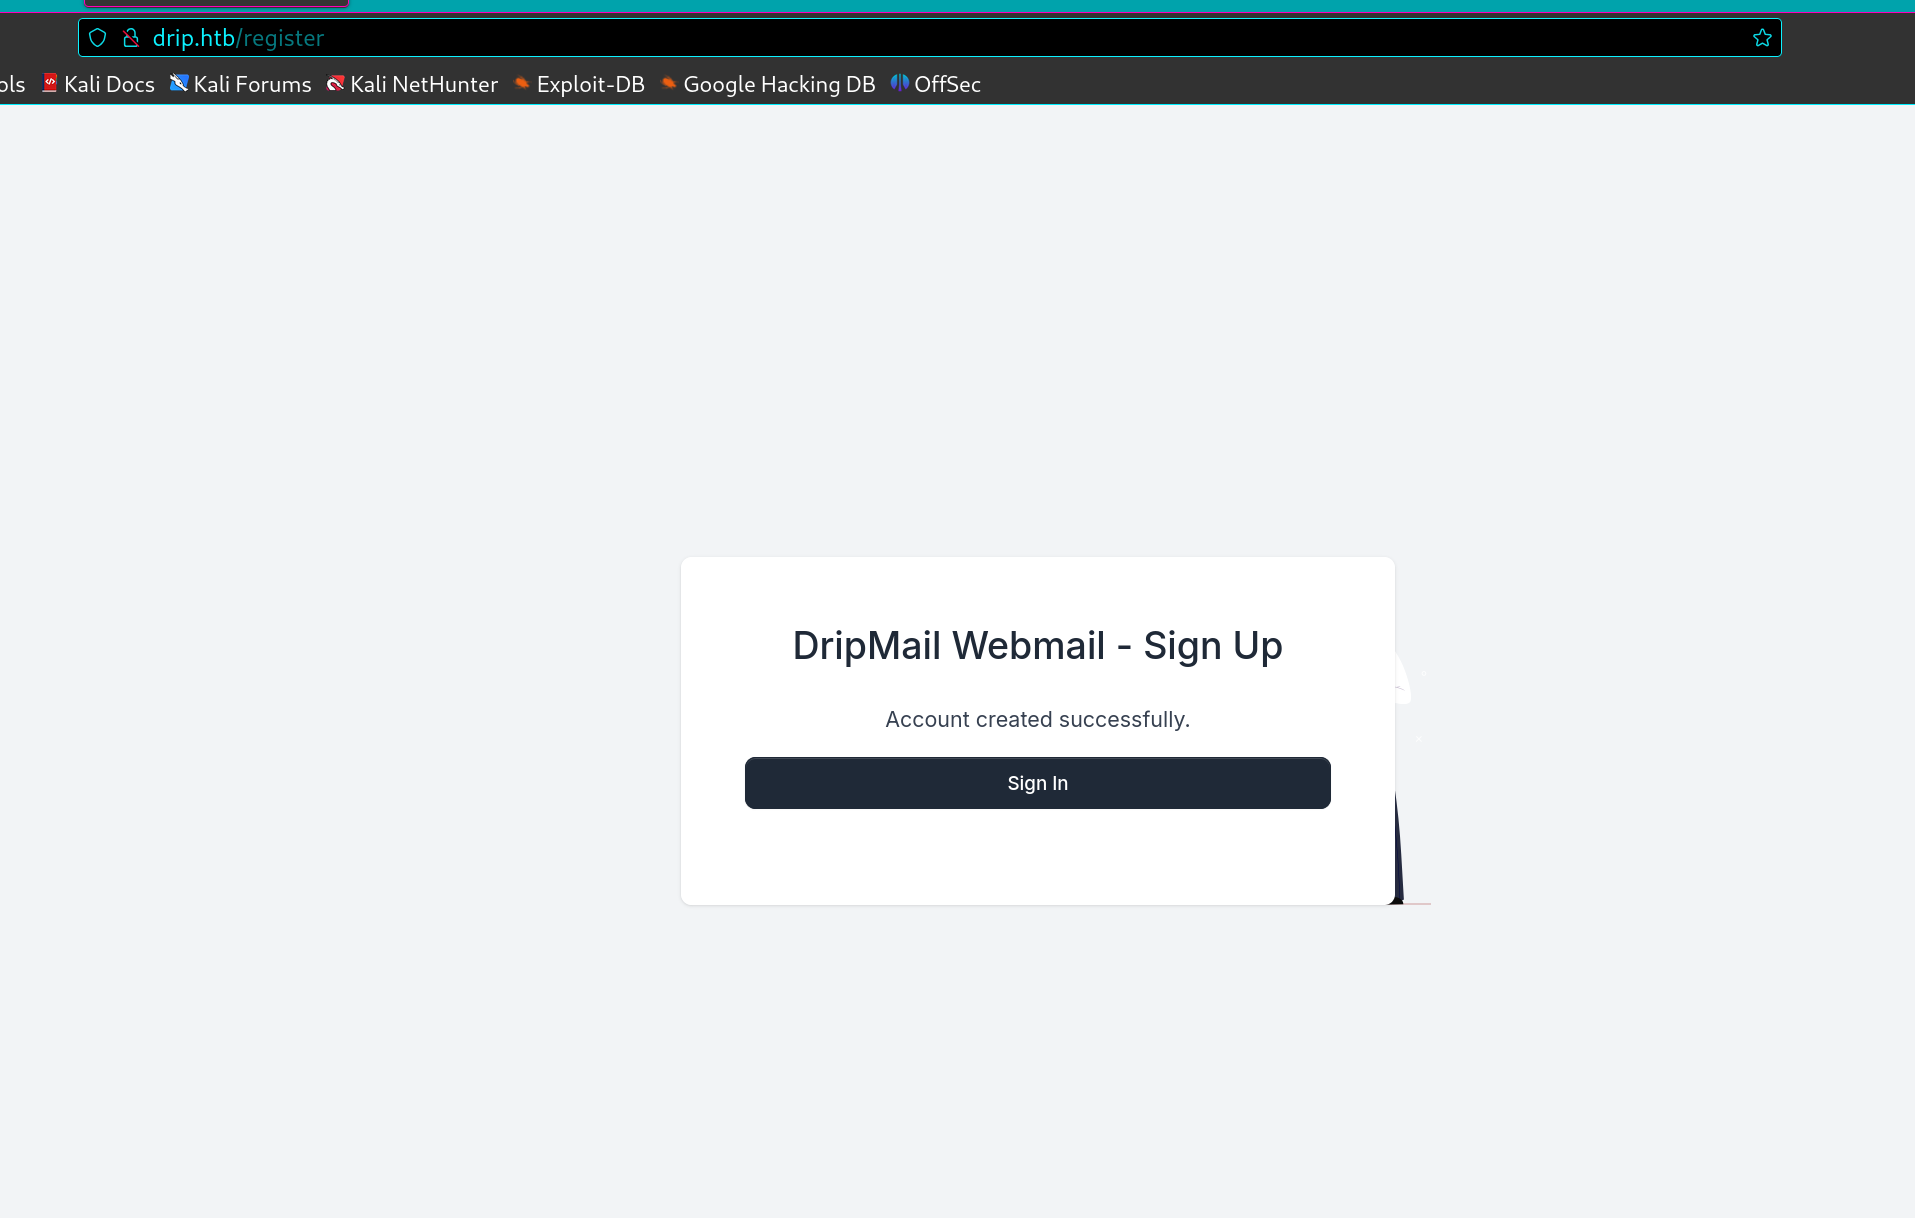 drip.htb/register
ols Kali Docs Kali Forums Kali NetHunter Exploit-DB Google Hacking DB OffSec
DripMail Webmail - Sign Up
Account created successfully.
Sign In